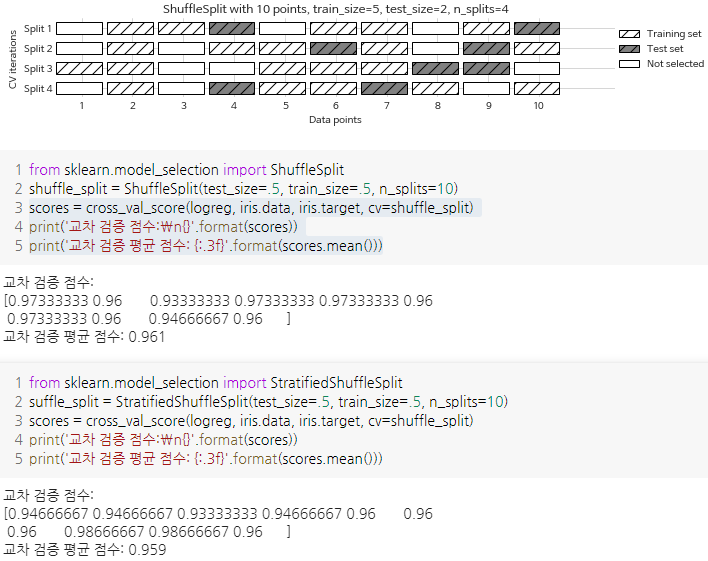 ShuffleSplit with 10 points, train_size=5, test_size=2, n_splits=4
CV iterations
Split 1
Split 2
Split 3
Split 4
Training set
Test set
Not selected
1 2 3 4 5 6 7 8 9 10
Data points
1 from sklearn.model_selection import ShuffleSplit
2 shuffle_split = ShuffleSplit(test_size=.5, train_size=.5, n_splits=10)
3 scores = cross_val_score(logreg, iris.data, iris.target, cv=shuffle_split)
4 print('교차 검증 점수:₩n{}'.format(scores))
5 print('교차 검증 평균 점수: {:.3f}'.format(scores.mean()))
교차 검증 점수:
[0.97333333 0.96 0.93333333 0.97333333 0.97333333 0.96
0.97333333 0.96 0.94666667 0.96 ]
교차 검증 평균 점수: 0.961
1 from sklearn.model_selection import StratifiedShuffleSplit
2 suffle_split = StratifiedShuffleSplit(test_size=.5, train_size=.5, n_splits=10)
3 scores = cross_val_score(logreg, iris.data, iris.target, cv=shuffle_split)
4 print('교차 검증 점수:₩n{}'.format(scores))
5 print('교차 검증 평균 점수: {:.3f}'.format(scores.mean()))
교차 검증 점수:
[0.94666667 0.94666667 0.93333333 0.94666667 0.96 0.96
0.96 0.98666667 0.98666667 0.96 ]
교차 검증 평균 점수: 0.959